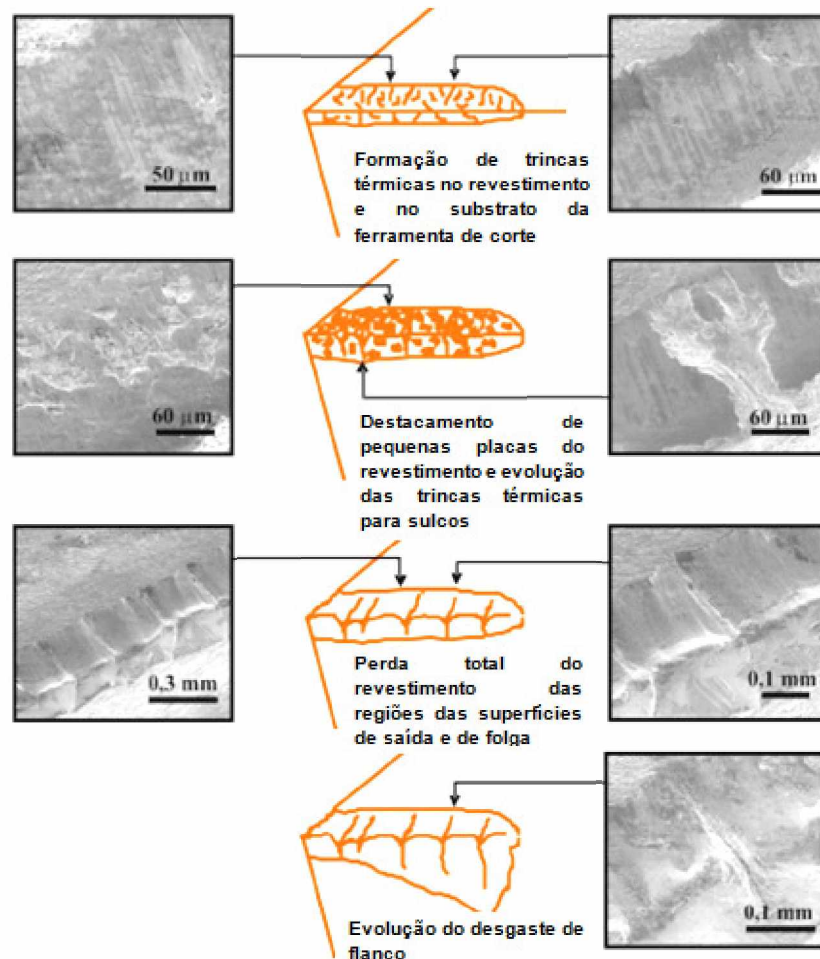 50 μm
Formação de trincas
térmicas no revestimento
e no substrato da
ferramenta de corte
60 μm
60 μm
Destacamento de
pequenas placas do
revestimento e evolução
das trincas térmicas
para sulcos
60 μm
0,3 mm
Perda total do
revestimento das
regiões das superfícies
de saída e de folga
0,1 mm
Evolução do desgaste de
flanco
0,1 mm